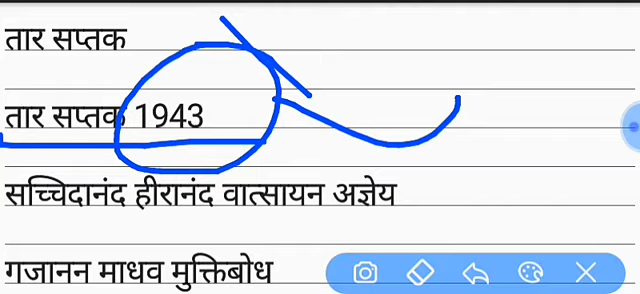 तार सप्तक
तार सप्तक 1943
सच्चिदानंद हीरानंद वात्सायन अज्ञेय
गजानन माधव मुक्तिबोध